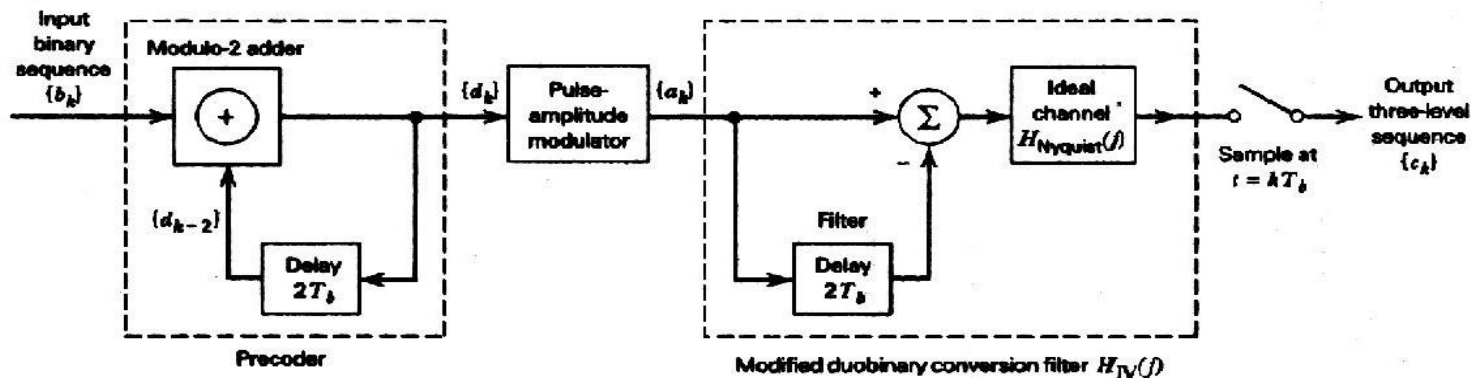 Input
binary
sequence
{b_k}
Modulo-2 adder
+
{d_{k-2}}
Delay
2T_b
Precoder
{d_k}
Pulse-
amplitude
modulator
{a_k}
+
Σ
−
Filter
Delay
2T_b
Ideal
channel
H_Nyquist(f)
Modified duobinary conversion filter H_IV(f)
Sample at
t = kT_b
Output
three-level
sequence
{c_k}